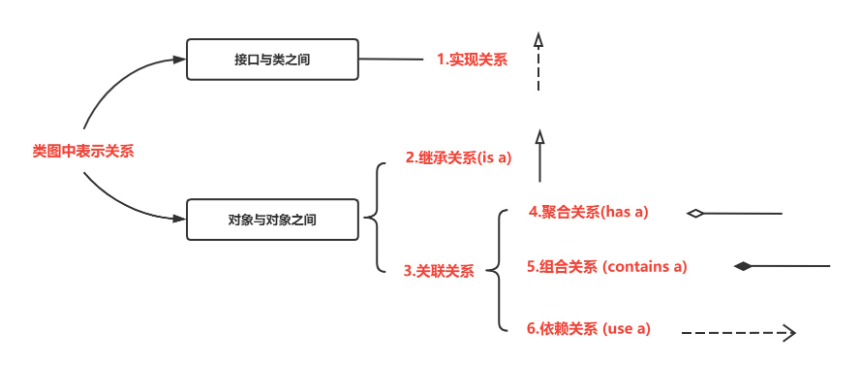 接口与类之间
1.实现关系
类图中表示关系
2.继承关系(is a)
对象与对象之间
4.聚合关系(has a)
3.关联关系
5.组合关系 (contains a)
6.依赖关系 (use a)